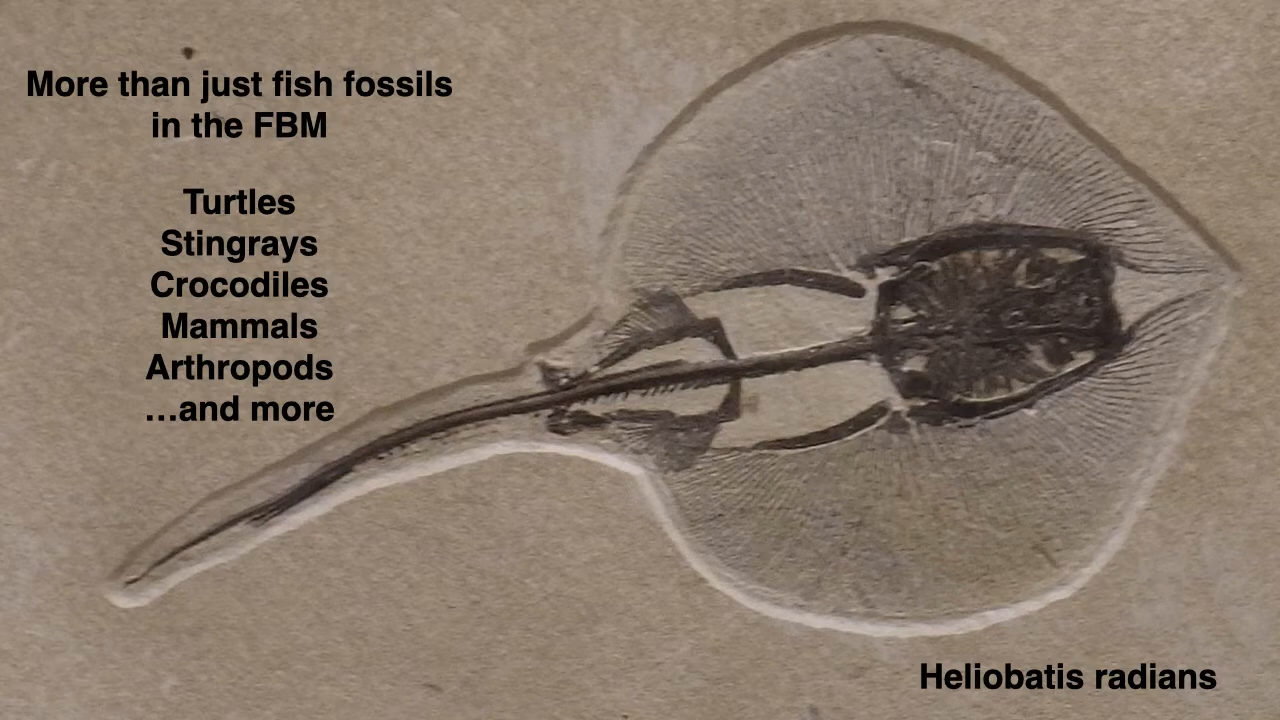 More than just fish fossils
in the FBM
Turtles
Stingrays
Crocodiles
Mammals
Arthropods
…and more
Heliobatis radians